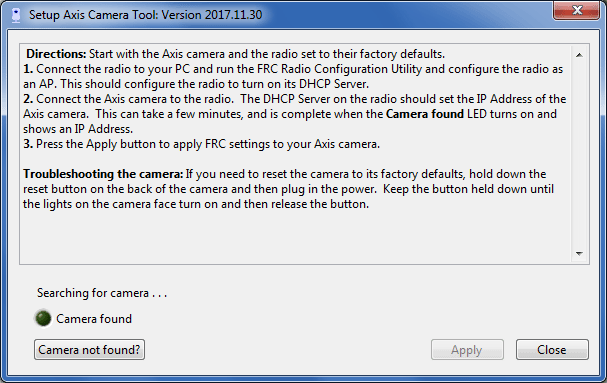 Setup Axis Camera Tool: Version 2017.11.30
Directions: Start with the Axis camera and the radio set to their factory defaults.
1. Connect the radio to your PC and run the FRC Radio Configuration Utility and configure the radio as
an AP. This should configure the radio to turn on its DHCP Server.
2. Connect the Axis camera to the radio.  The DHCP Server on the radio should set the IP Address of the
Axis camera.  This can take a few minutes, and is complete when the Camera found LED turns on and
shows an IP Address.
3. Press the Apply button to apply FRC settings to your Axis camera.
Troubleshooting the camera: If you need to reset the camera to its factory defaults, hold down the
reset button on the back of the camera and then plug in the power.  Keep the button held down until
the lights on the camera face turn on and then release the button.
Searching for camera . . .
Camera found
Camera not found?
Apply
Close